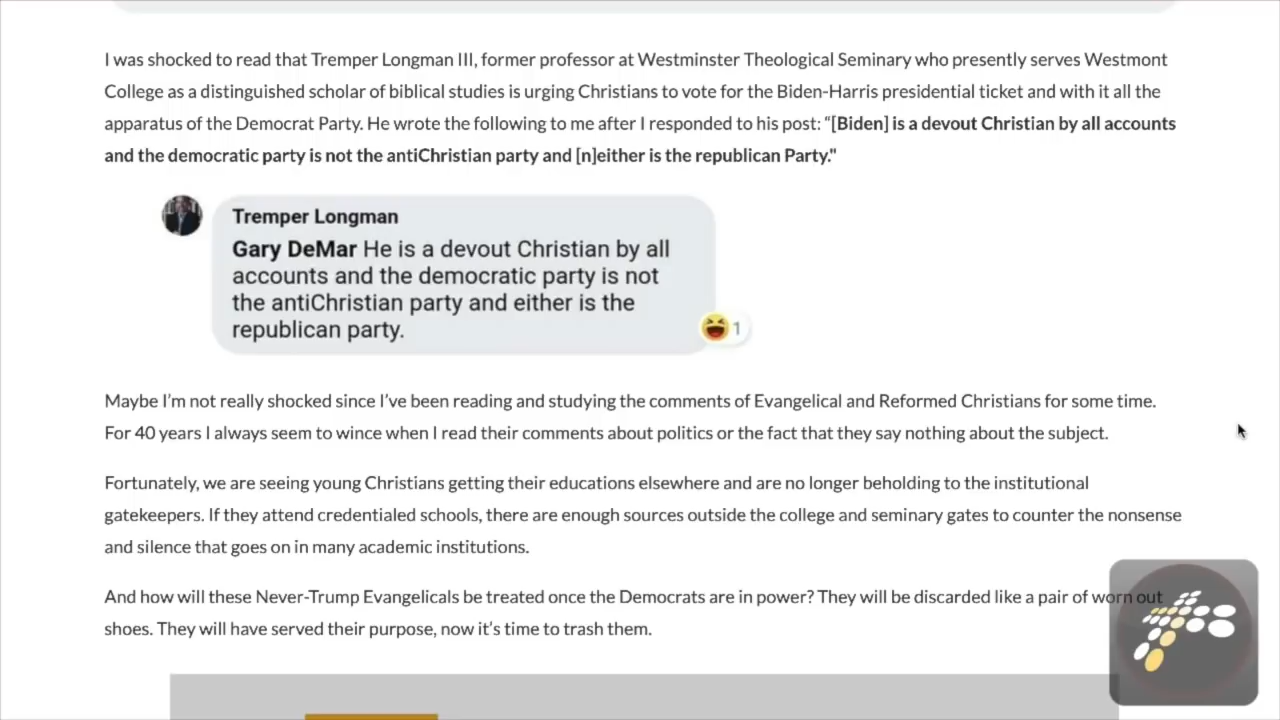 I was shocked to read that Tremper Longman III, former professor at Westminster Theological Seminary who presently serves Westmont
College as a distinguished scholar of biblical studies is urging Christians to vote for the Biden-Harris presidential ticket and with it all the
apparatus of the Democrat Party. He wrote the following to me after I responded to his post: “[Biden] is a devout Christian by all accounts
and the democratic party is not the antiChristian party and [n]either is the republican Party."
Tremper Longman
Gary DeMar He is a devout Christian by all
accounts and the democratic party is not
the antiChristian party and either is the
republican party.
1
Maybe I’m not really shocked since I’ve been reading and studying the comments of Evangelical and Reformed Christians for some time.
For 40 years I always seem to wince when I read their comments about politics or the fact that they say nothing about the subject.
Fortunately, we are seeing young Christians getting their educations elsewhere and are no longer beholding to the institutional
gatekeepers. If they attend credentialed schools, there are enough sources outside the college and seminary gates to counter the nonsense
and silence that goes on in many academic institutions.
And how will these Never-Trump Evangelicals be treated once the Democrats are in power? They will be discarded like a pair of worn out
shoes. They will have served their purpose, now it’s time to trash them.